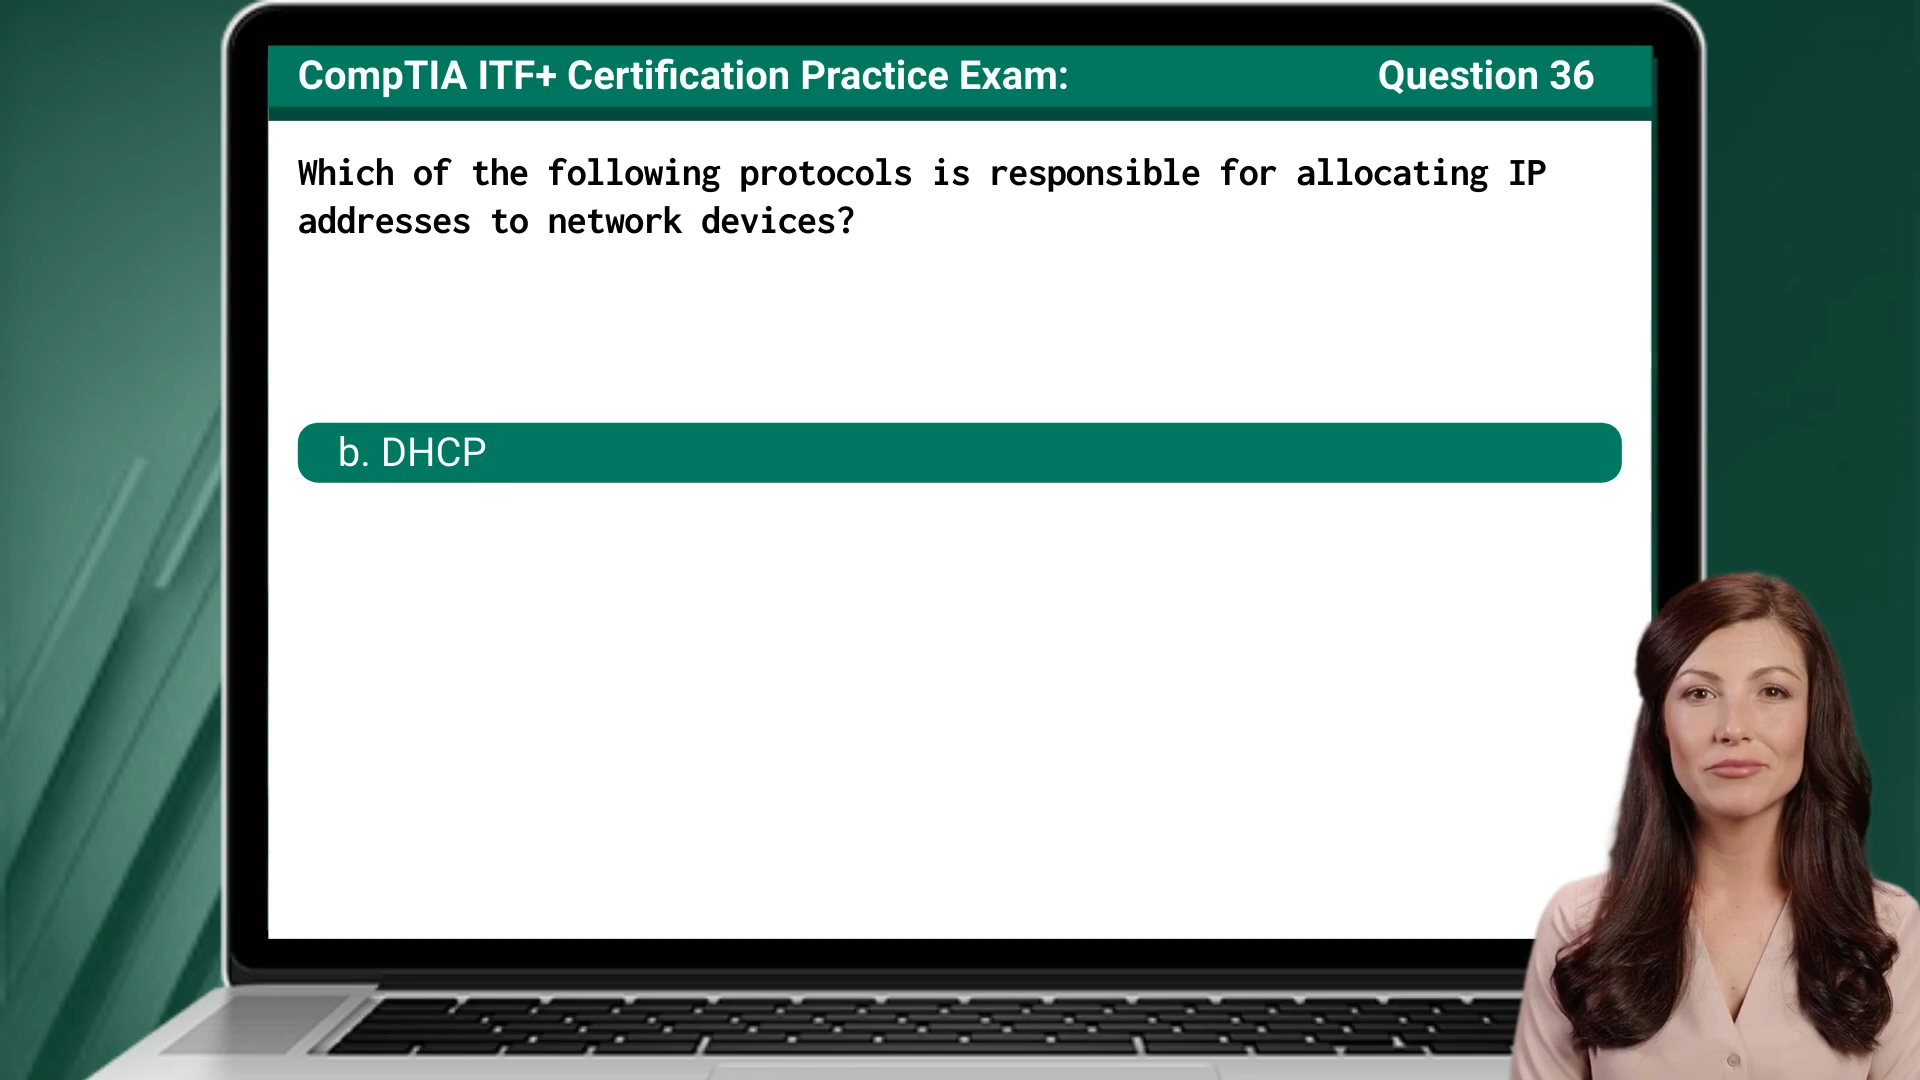 CompTIA ITF+ Certification Practice Exam: Question 36
Which of the following protocols is responsible for allocating IP
addresses to network devices?
b. DHCP